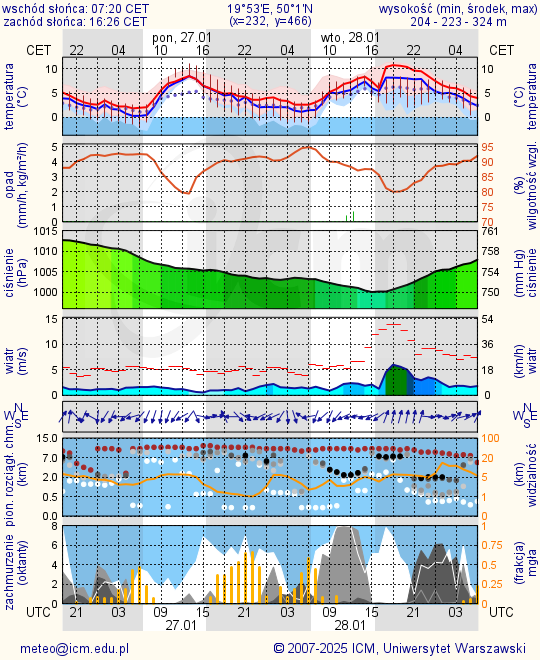 wschód słońca: 07:20 CET 19°53'E, 50°1'N wysokość (min, środek, max)
zachód słońca: 16:26 CET (x=232, y=466) 204 - 223 - 324 m
pon, 27.01 wto, 28.01
CET 22 04 10 16 22 04 10 16 22 04 CET
temperatura (°C) 10 5 0 10 5 0 (°C) temperatura
opad (mm/h, kg/m²/h) 5 4 3 2 1 0 95 90 85 80 75 70 (%) wilgotność wzgl.
ciśnienie (hPa) 1015 1010 1005 1000 761 758 754 750 (mm Hg) ciśnienie
wiatr (m/s) 15 10 5 0 54 36 18 0 (km/h) wiatr
N W E S N W E S
pion. rozciągł. chm. (km) 15.0 7.0 2.0 0.5 0.0 100 20 5 1 0 (km) widzialność
zachmurzenie (oktanty) 8 6 4 2 0 1 0.75 0.5 0.25 0 (frakcja) mgła
UTC 21 03 09 15 21 03 09 15 21 03 UTC
27.01 28.01
meteo@icm.edu.pl © 2007-2025 ICM, Uniwersytet Warszawski